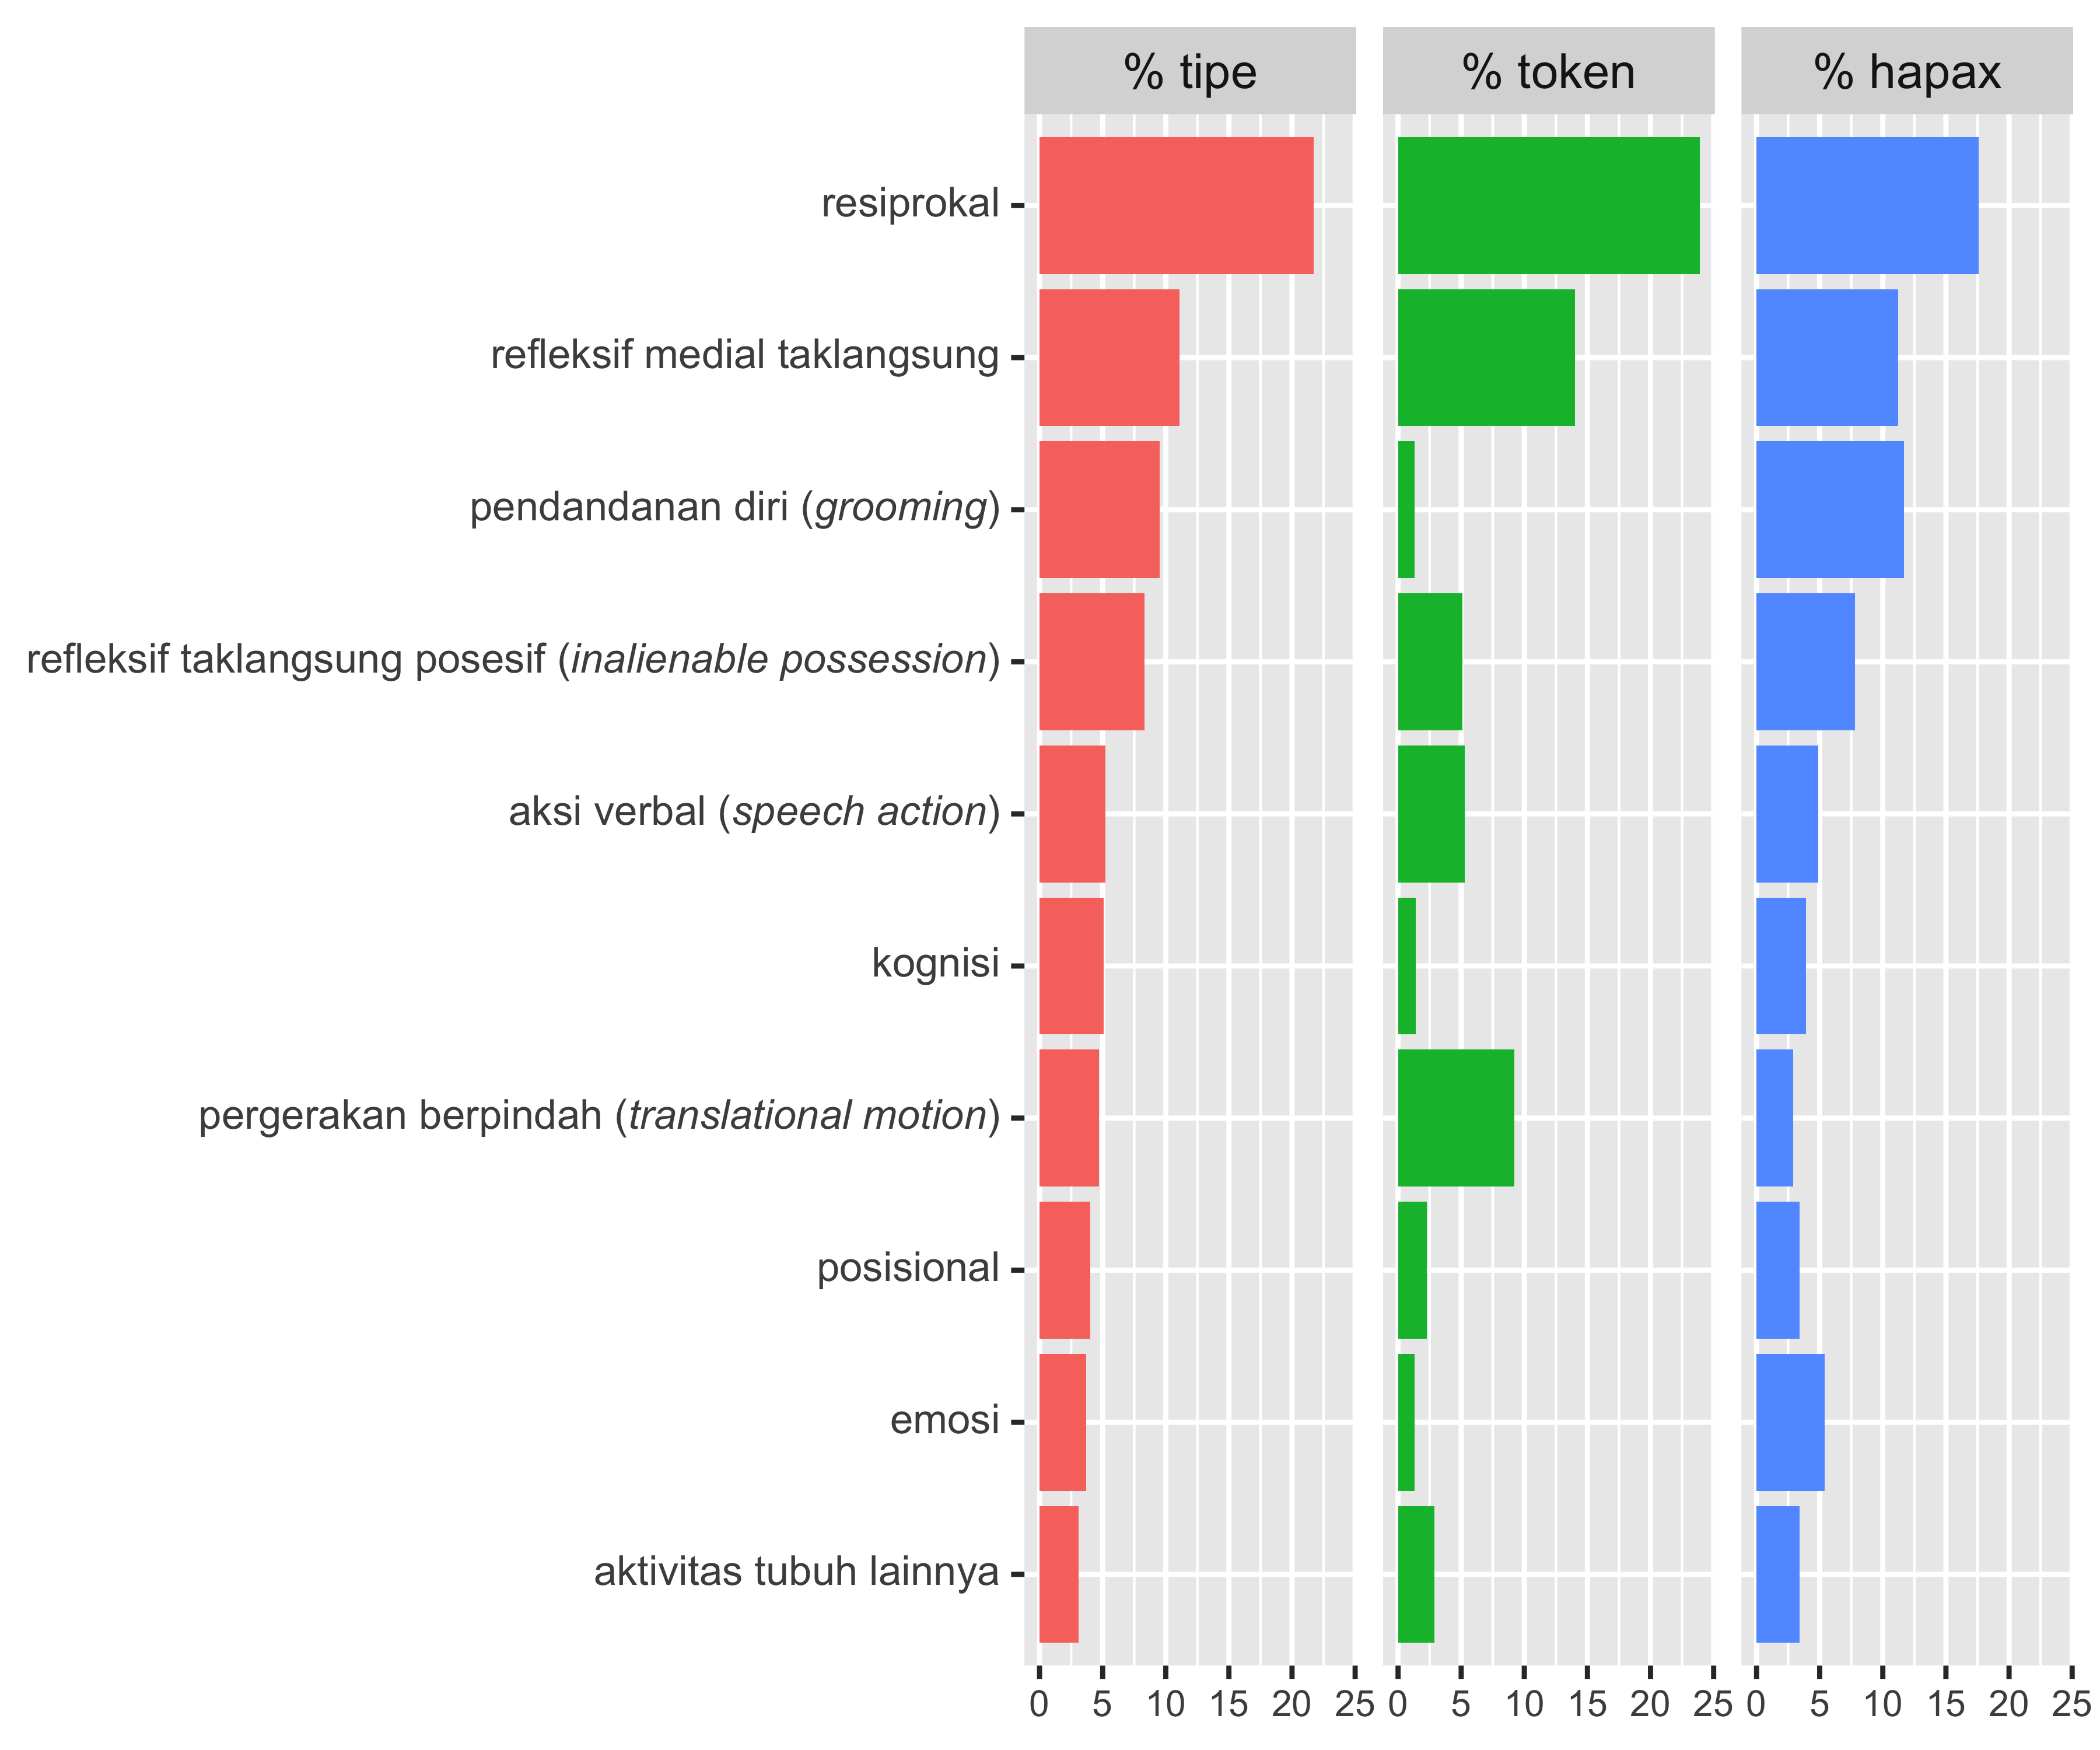 % tipe % token % hapax
resiprokal
refleksif medial taklangsung
pendandanan diri (grooming)
refleksif taklangsung posesif (inalienable possession)
aksi verbal (speech action)
kognisi
pergerakan berpindah (translational motion)
posisional
emosi
aktivitas tubuh lainnya
0 5 10 15 20 25 0 5 10 15 20 25 0 5 10 15 20 25